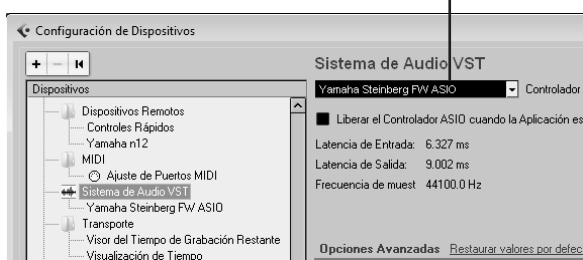 Configuración de Dispositivos
Dispositivos
Dispositivos Remotos
Controles Rápidos
Yamaha n12
MIDI
Ajuste de Puertos MIDI
Sistema de Audio VST
Yamaha Steinberg FW ASIO
Transporte
Visor del Tiempo de Grabación Restante
Visualización de Tiempo
Sistema de Audio VST
Yamaha Steinberg FW ASIO Controlador
Liberar el Controlador ASIO cuando la Aplicación es
Latencia de Entrada: 6.327 ms
Latencia de Salida: 9.002 ms
Frecuencia de muest 44100.0 Hz
Opciones Avanzadas Restaurar valores por defec